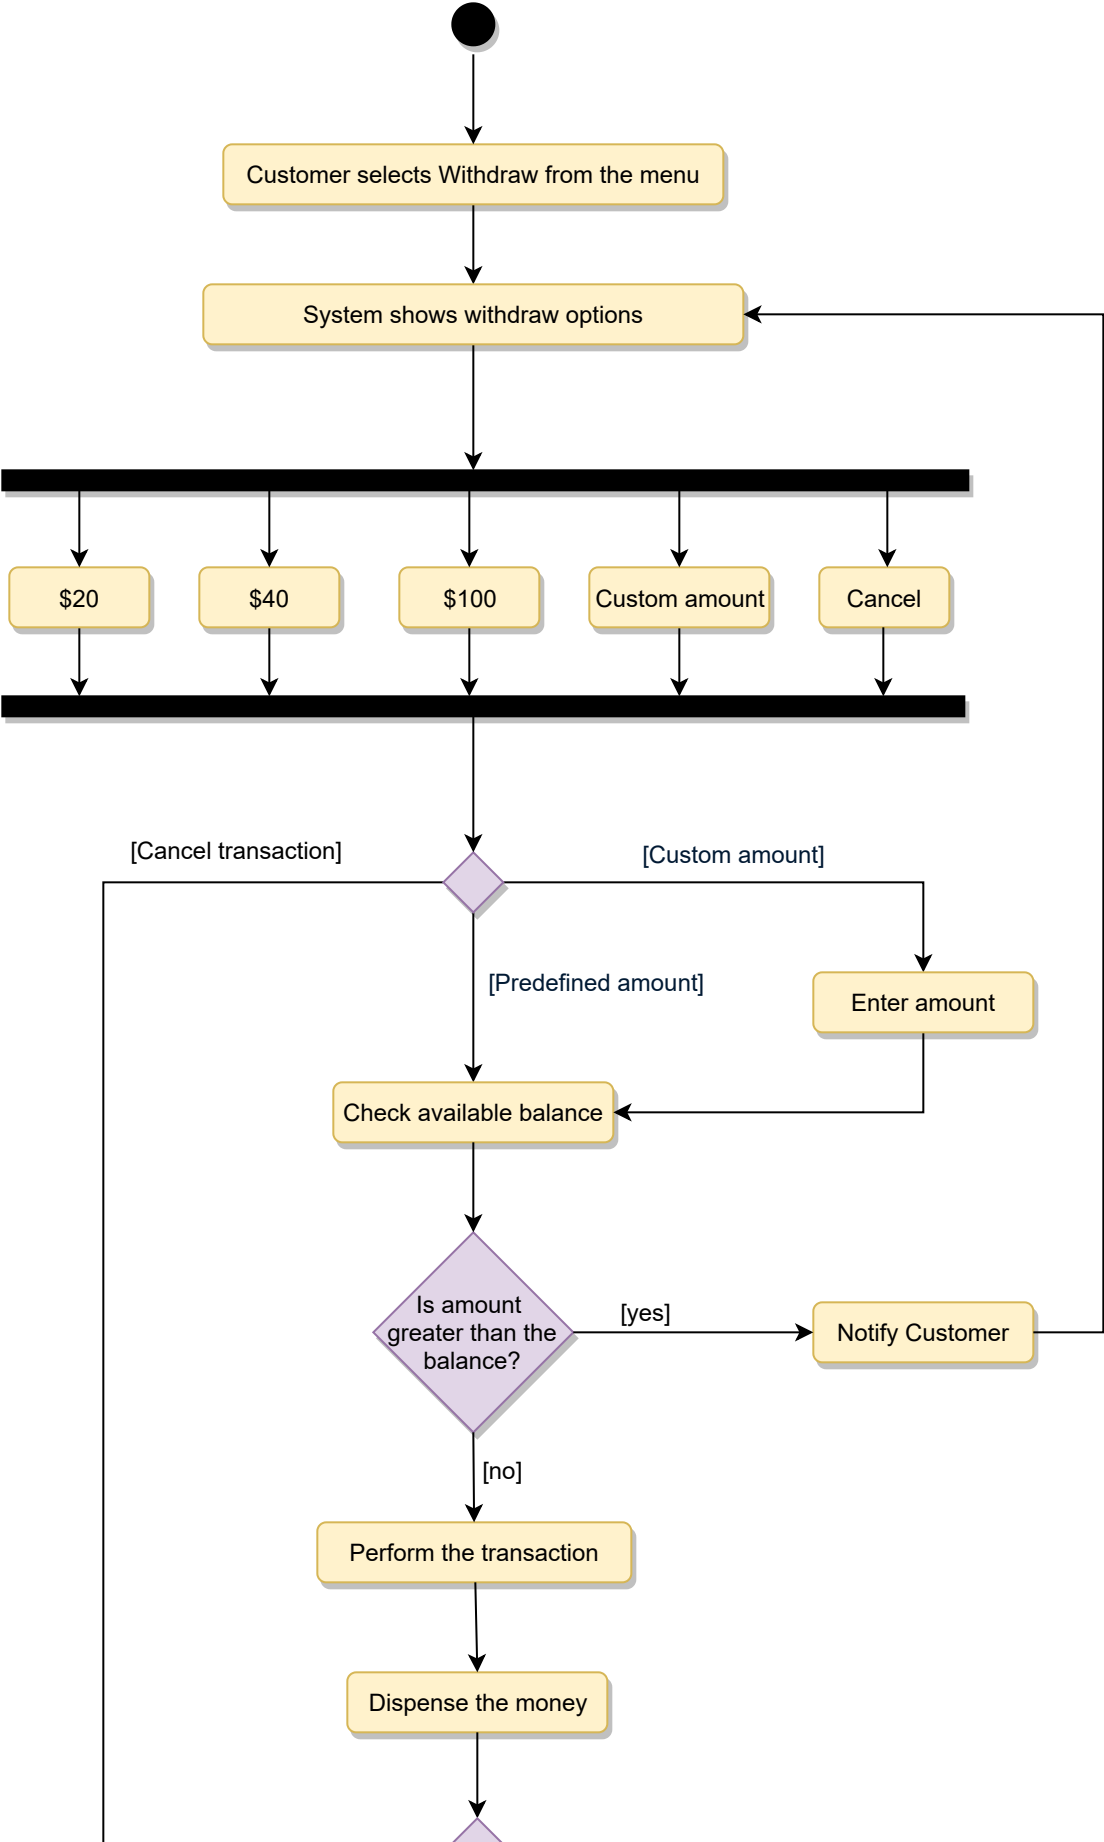 Customer selects Withdraw from the menu
System shows withdraw options
$20
$40
$100
Custom amount
Cancel
[Cancel transaction]
[Custom amount]
[Predefined amount]
Enter amount
Check available balance
Is amount
greater than the
balance?
[yes]
Notify Customer
[no]
Perform the transaction
Dispense the money